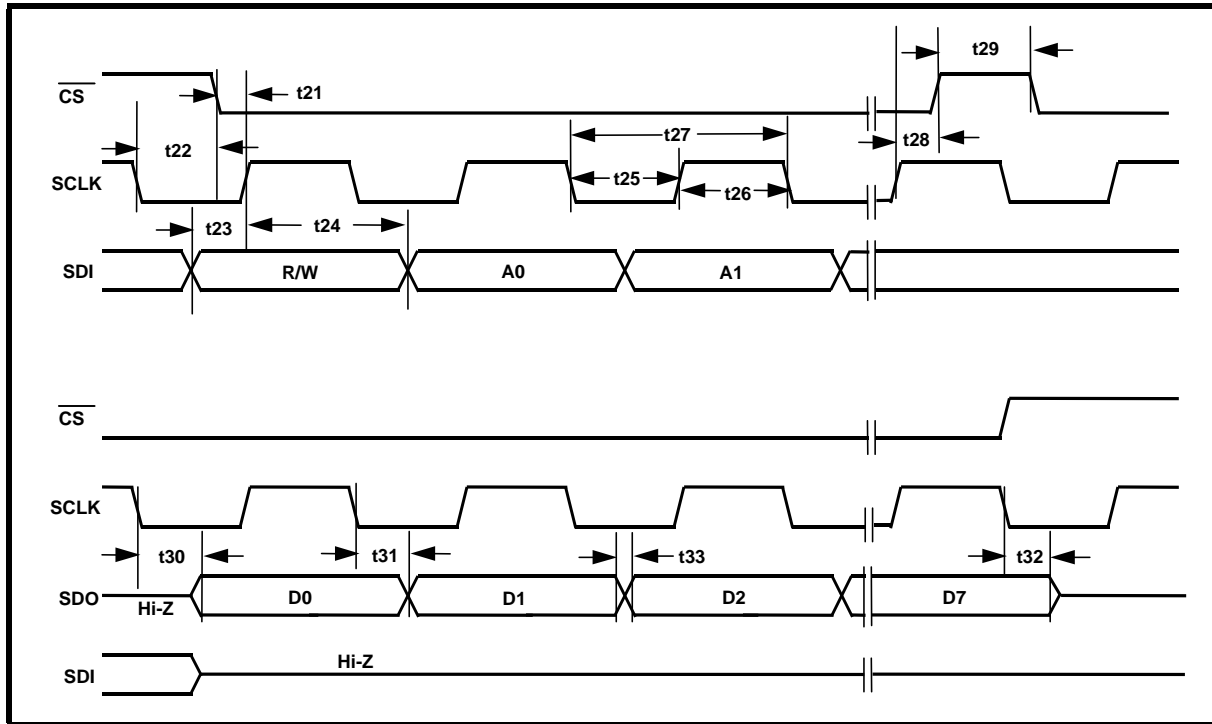 t29
t21
CS
t27
t28
t22
SCLK
t25
t26
t23
t24
SDI
R/W
A0
A1
CS
SCLK
t30
t31
t33
t32
SDO
Hi-Z
D0
D1
D2
D7
Hi-Z
SDI